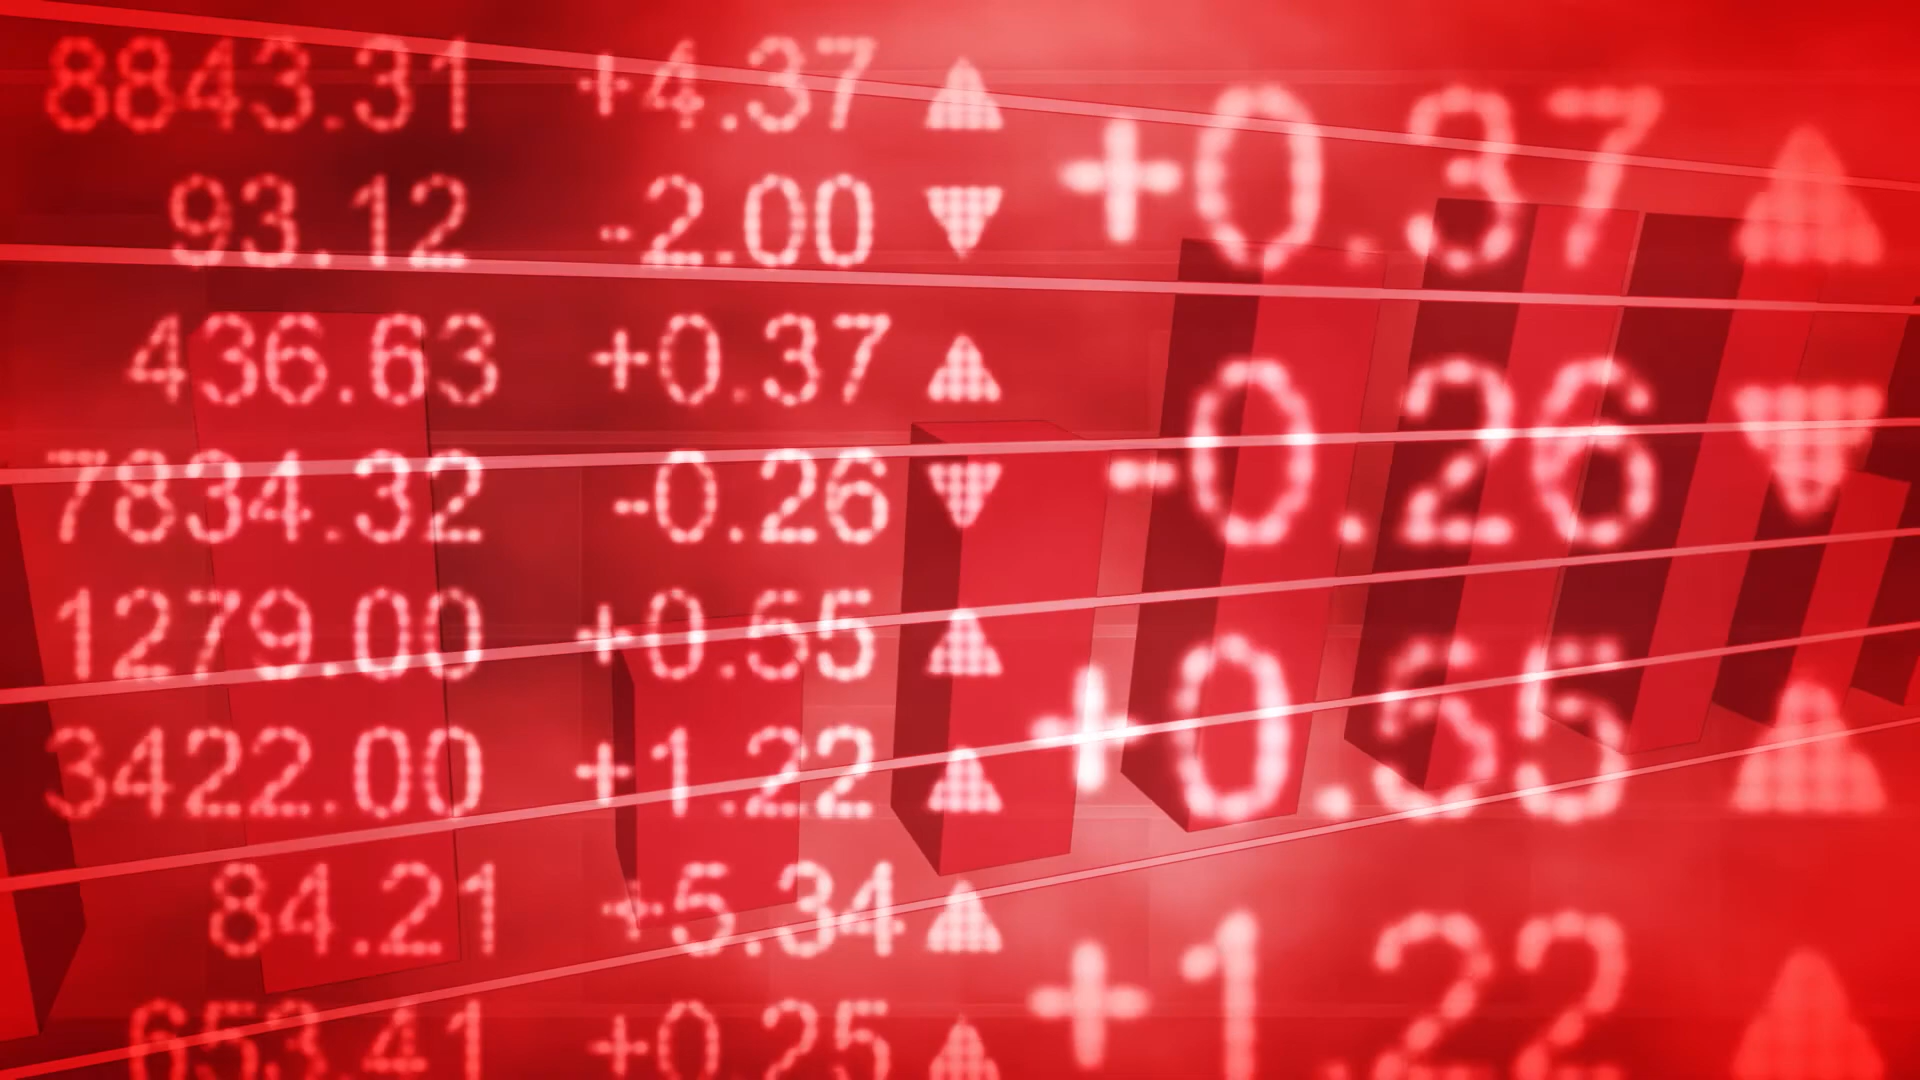 8843.31 +4.37 ▲
93.12 -2.00 ▼
436.63 +0.37 ▲
7834.32 -0.26 ▼
1279.00 +0.55 ▲
3422.00 +1.22 ▲
84.21 +5.34 ▲
653.41 +0.25 ▲
+0.37 ▲
-0.26 ▼
+0.55 ▲
+1.22 ▲